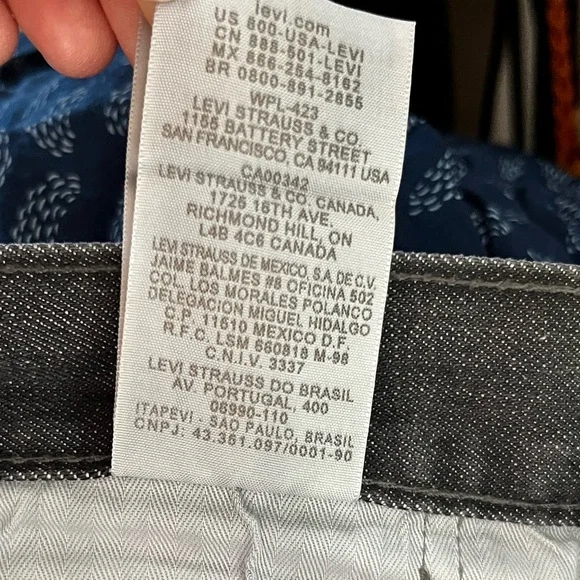 levi.com
US 800-USA-LEVI
CN 888-501-LEVI
MX 866-254-8162
BR 0800-891-2855
WPL-423
LEVI STRAUSS & CO.
1155 BATTERY STREET
SAN FRANCISCO, CA 94111 USA
CA00342
LEVI STRAUSS & CO. CANADA,
1725 16TH AVE.
RICHMOND HILL, ON
L4B 4C6 CANADA
LEVI STRAUSS DE MEXICO, S.A. DE C.V.
JAIME BALMES #8 OFICINA 502
COL. LOS MORALES POLANCO
DELEGACION MIGUEL HIDALGO
C.P. 11510 MEXICO D.F.
R.F.C. LSM 660818 M-98
C.N.I.V. 3337
LEVI STRAUSS DO BRASIL
AV. PORTUGAL, 400
06690-110
ITAPEVI, SAO PAULO, BRASIL
CNPJ: 43.351.097/0001-90